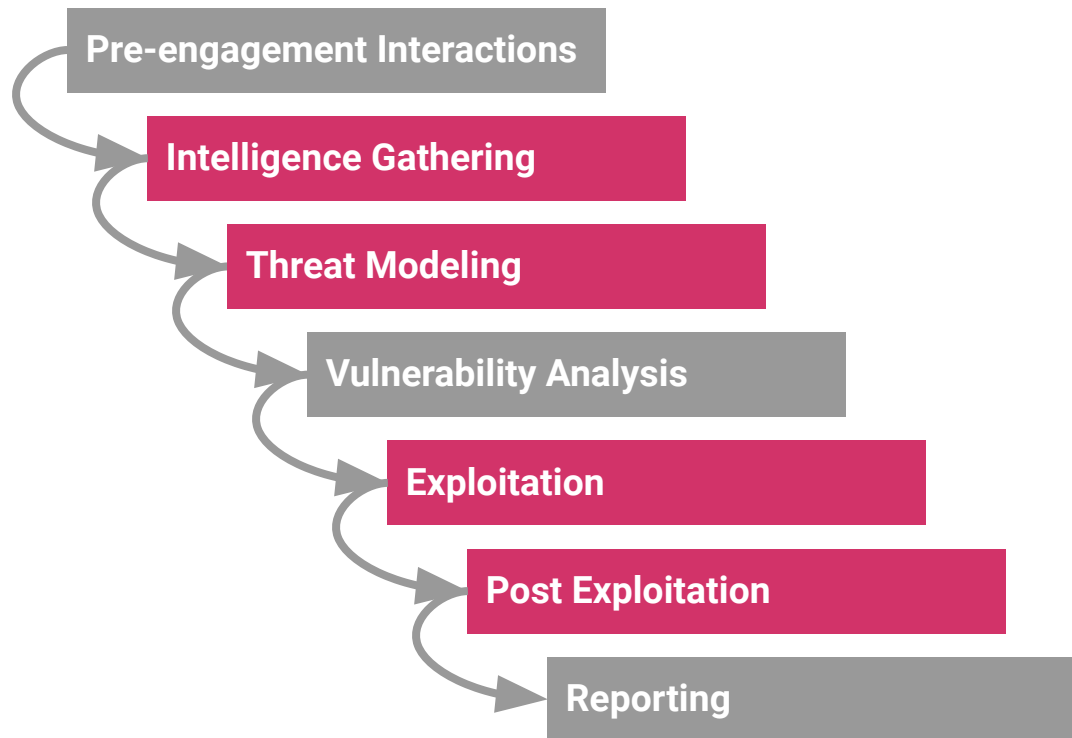 Pre-engagement Interactions
Intelligence Gathering
Threat Modeling
Vulnerability Analysis
Exploitation
Post Exploitation
Reporting